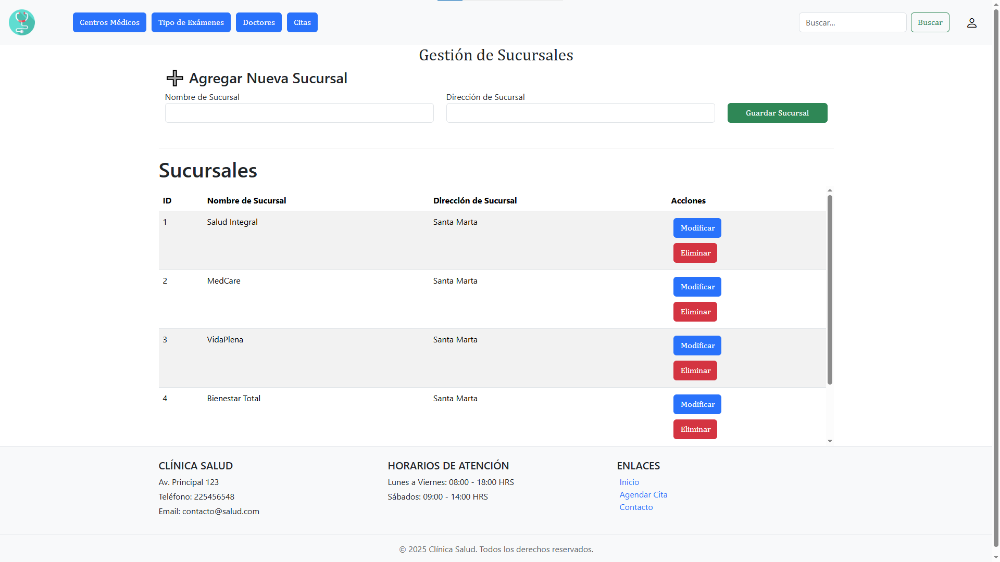 Centros Médicos Tipo de Exámenes Doctores Citas Buscar... Buscar
Gestión de Sucursales
Agregar Nueva Sucursal
Nombre de Sucursal Dirección de Sucursal
Guardar Sucursal
Sucursales
ID Nombre de Sucursal Dirección de Sucursal Acciones
1 Salud Integral Santa Marta Modificar
Eliminar
2 MedCare Santa Marta Modificar
Eliminar
3 VidaPlena Santa Marta Modificar
Eliminar
4 Bienestar Total Santa Marta Modificar
Eliminar
CLÍNICA SALUD
Av. Principal 123
Teléfono: 225456548
Email: contacto@salud.com
HORARIOS DE ATENCIÓN
Lunes a Viernes: 08:00 - 18:00 HRS
Sábados: 09:00 - 14:00 HRS
ENLACES
Inicio
Agendar Cita
Contacto
© 2025 Clínica Salud. Todos los derechos reservados.